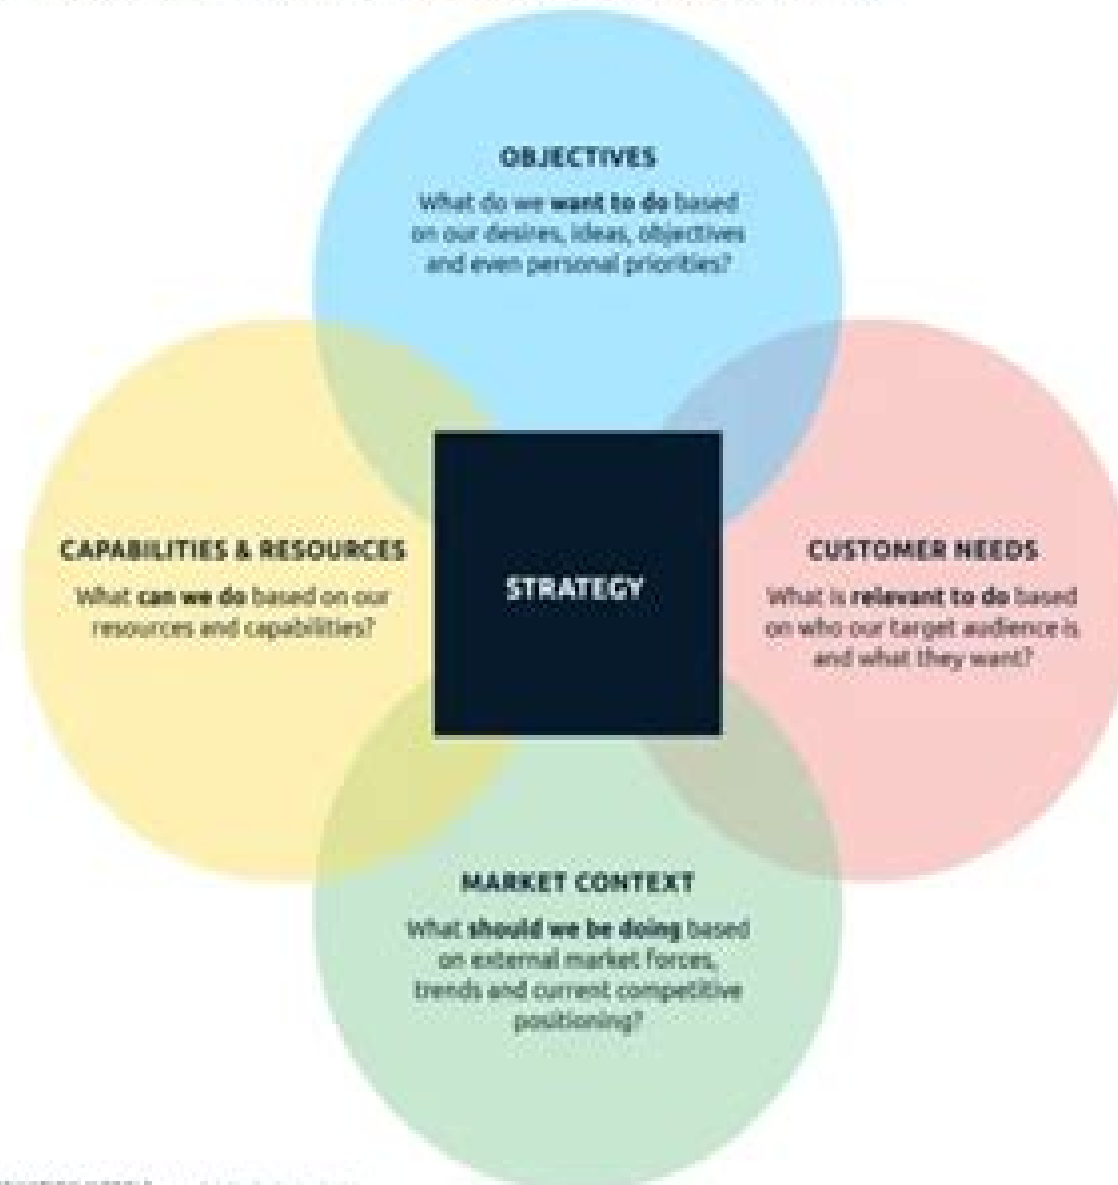 OBJECTIVES
What do we want to do based
on our desires, ideas, objectives
and even personal priorities?
CAPABILITIES & RESOURCES
What can we do based on our
resources and capabilities?
STRATEGY
CUSTOMER NEEDS
What is relevant to do based
on who our target audience is
and what they want?
MARKET CONTEXT
What should we be doing based
on external market forces,
trends and current competitive
positioning?